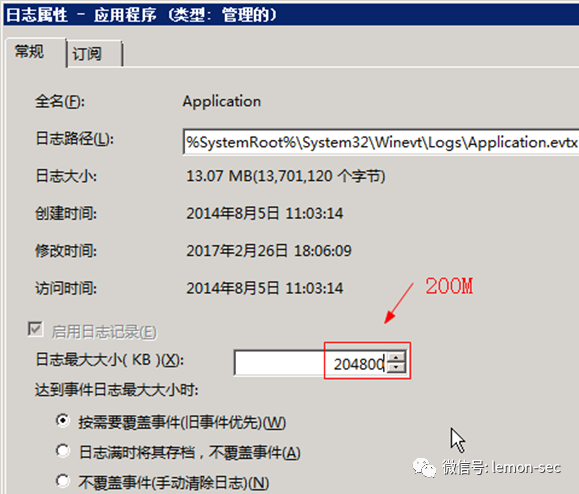 日志属性 - 应用程序 (类型: 管理的)
常规 订阅
全名(F): Application
日志路径(L): %SystemRoot%\System32\Winevt\Logs\Application.evtx
日志大小: 13.07 MB(13,701,120 个字节)
创建时间: 2014年8月5日 11:03:14
修改时间: 2017年2月26日 18:06:09
访问时间: 2014年8月5日 11:03:14
200M
启用日志记录(E)
日志最大大小( KB )(X): 204800
达到事件日志最大大小时:
按需要覆盖事件(旧事件优先)(W)
日志满时将其存档，不覆盖事件(A)
不覆盖事件(手动清除日志)(N)
微信号: lemon-sec